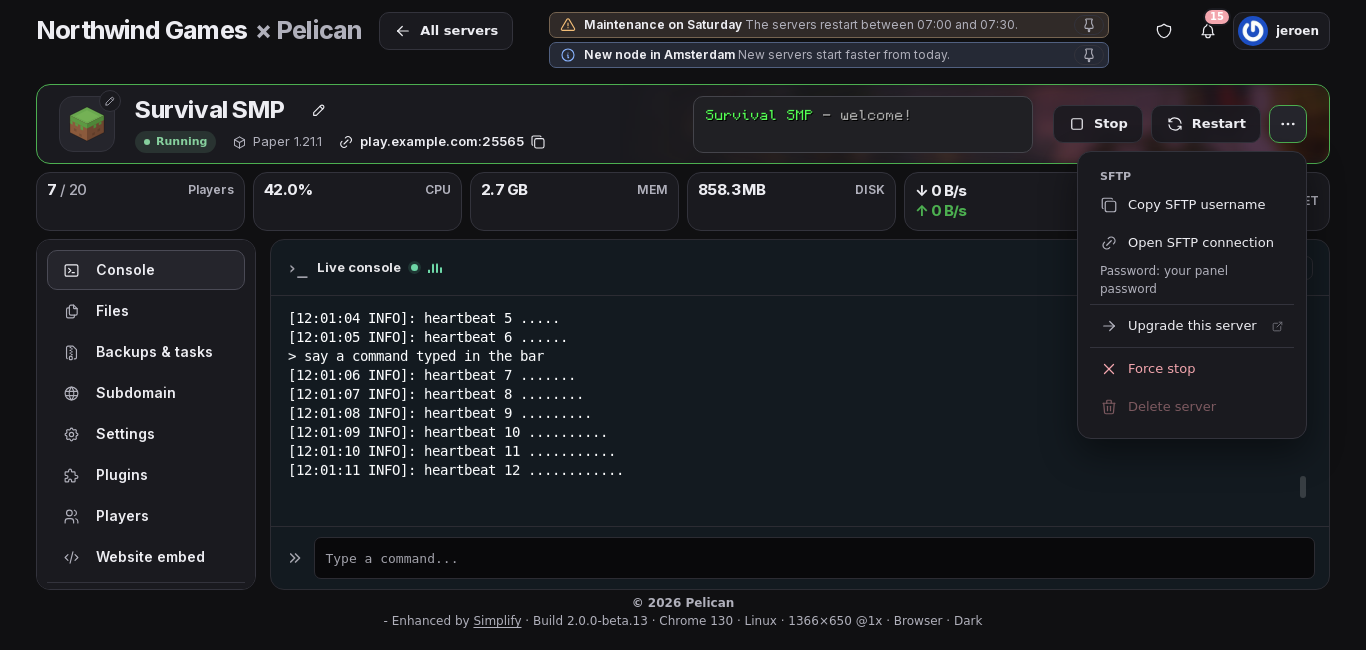 Northwind Games × Pelican
All servers
Maintenance on Saturday The servers restart between 07:00 and 07:30.
New node in Amsterdam New servers start faster from today.
15
jeroen
Survival SMP
Running
Paper 1.21.1
play.example.com:25565
Survival SMP - welcome!
Stop
Restart
7 / 20
Players
42.0%
CPU
2.7 GB
MEM
858.3 MB
DISK
↓ 0 B/s
↑ 0 B/s
ET
SFTP
Copy SFTP username
Open SFTP connection
Password: your panel
password
Upgrade this server
Force stop
Delete server
Console
Files
Backups & tasks
Subdomain
Settings
Plugins
Players
Website embed
>_ Live console
[12:01:04 INFO]: heartbeat 5 .....
[12:01:05 INFO]: heartbeat 6 ......
> say a command typed in the bar
[12:01:06 INFO]: heartbeat 7 .......
[12:01:07 INFO]: heartbeat 8 ........
[12:01:08 INFO]: heartbeat 9 .........
[12:01:09 INFO]: heartbeat 10 ..........
[12:01:10 INFO]: heartbeat 11 ...........
[12:01:11 INFO]: heartbeat 12 ............
Type a command...
© 2026 Pelican
- Enhanced by Simplify · Build 2.0.0-beta.13 · Chrome 130 · Linux · 1366×650 @1x · Browser · Dark